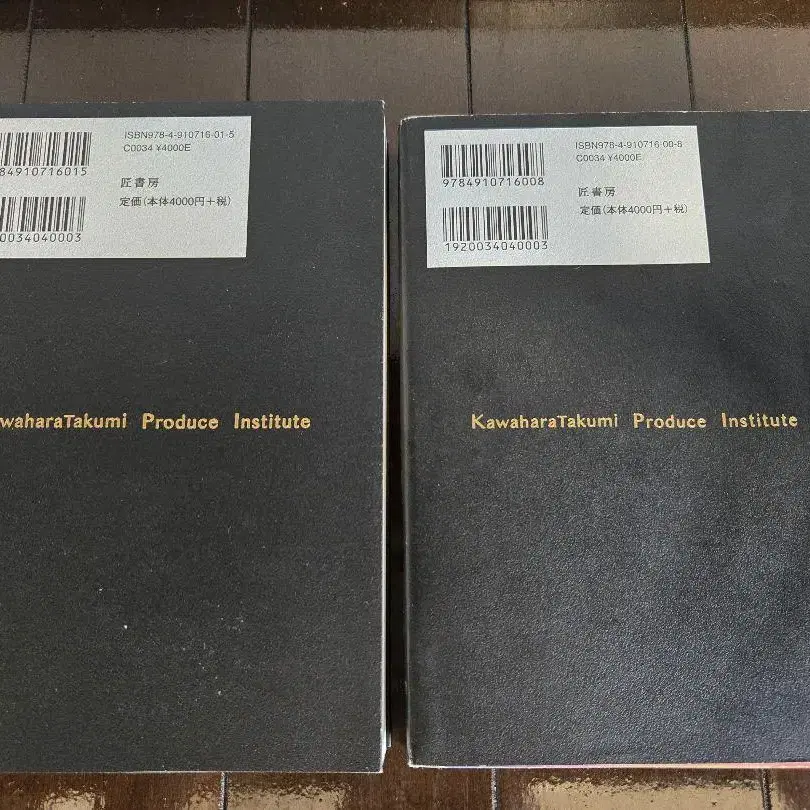 ISBN978-4-910716-01-5
C0034 ¥4000E
84910716015
匠書房
定価(本体4000円+税)
0034040003
waharaTakumi Produce Institute
ISBN978-4-910716-00-8
C0034 ¥4000E
9784910716008
匠書房
定価(本体4000円+税)
1920034040003
KawaharaTakumi Produce Institute